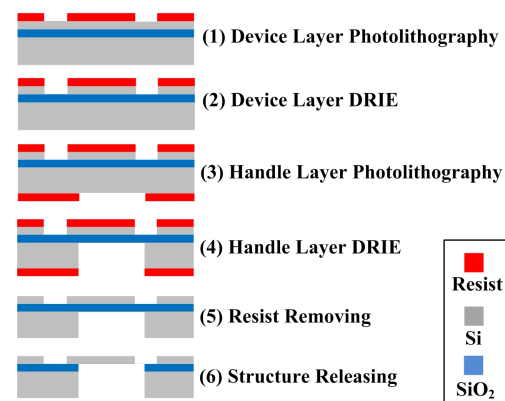 (1) Device Layer Photolithography
(2) Device Layer DRIE
(3) Handle Layer Photolithography
(4) Handle Layer DRIE
(5) Resist Removing
(6) Structure Releasing
Resist
Si
SiO₂